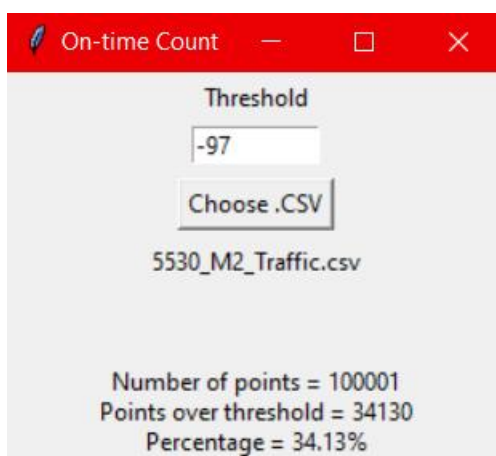 On-time Count
Threshold
-97
Choose .CSV
5530_M2_Traffic.csv
Number of points = 100001
Points over threshold = 34130
Percentage = 34.13%